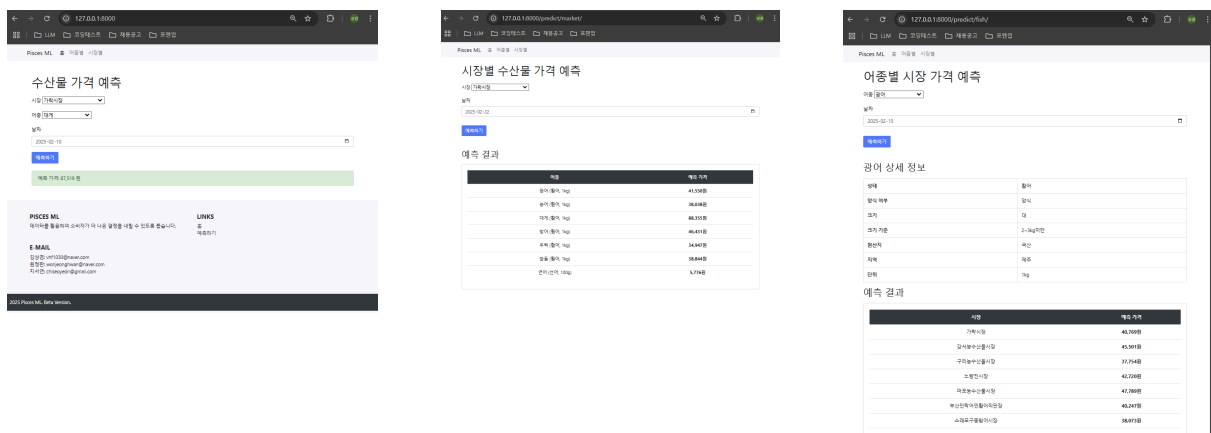 127.0.0.1:8000
LLM 코딩테스트 채용공고 포핸업
Pisces ML 홈 어종별 시장별
수산물 가격 예측
시장 가락시장
어종 대게
날짜
2025-02-10
예측하기
예측 가격: 87,519 원
PISCES ML
데이터를 활용하여 소비자가 더 나은 결정을 내릴 수 있도록 돕습니다.
LINKS
홈
예측하기
E-MAIL
2025 Pisces ML. Beta Version.
127.0.0.1:8000/predict/market/
LLM 코딩테스트 채용공고 포핸업
Pisces ML 홈 어종별 시장별
시장별 수산물 가격 예측
시장 가락시장
날짜
2025-02-22
예측하기
예측 결과
어종 예측 가격
광어 (활어, 1kg) 41,550원
농어 (활어, 1kg) 38,038원
대게 (활어, 1kg) 88,355원
방어 (활어, 1kg) 46,431원
우럭 (활어, 1kg) 34,947원
참돔 (활어, 1kg) 38,844원
연어 (선어, 100g) 5,776원
127.0.0.1:8000/predict/fish/
LLM 코딩테스트 채용공고 포핸업
Pisces ML 홈 어종별 시장별
어종별 시장 가격 예측
어종 광어
날짜
예측하기
광어 상세 정보
상태 활어
양식 여부 양식
크기 대
크기 기준 2~3kg미만
원산지 국산
지역 제주
단위 1kg
예측 결과
시장 예측 가격
가락시장 40,769원
강서농수산물시장 45,501원
구리농수산물시장 37,754원
노량진시장 42,720원
마포농수산물시장 47,789원
부산민락어민활어직판장 40,247원
소래포구종합어시장 38,073원